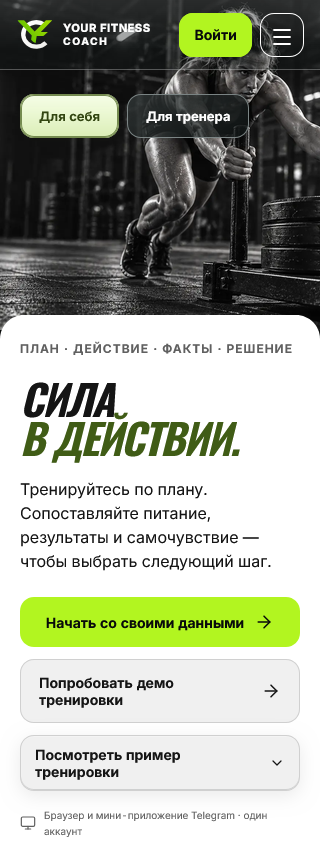 YOUR FITNESS
COACH
Войти
Для себя
Для тренера
ПЛАН · ДЕЙСТВИЕ · ФАКТЫ · РЕШЕНИЕ
СИЛА
В ДЕЙСТВИИ.
Тренируйтесь по плану.
Сопоставляйте питание,
результаты и самочувствие —
чтобы выбрать следующий шаг.
Начать со своими данными
Попробовать демо
тренировки
Посмотреть пример
тренировки
Браузер и мини-приложение Telegram · один
аккаунт